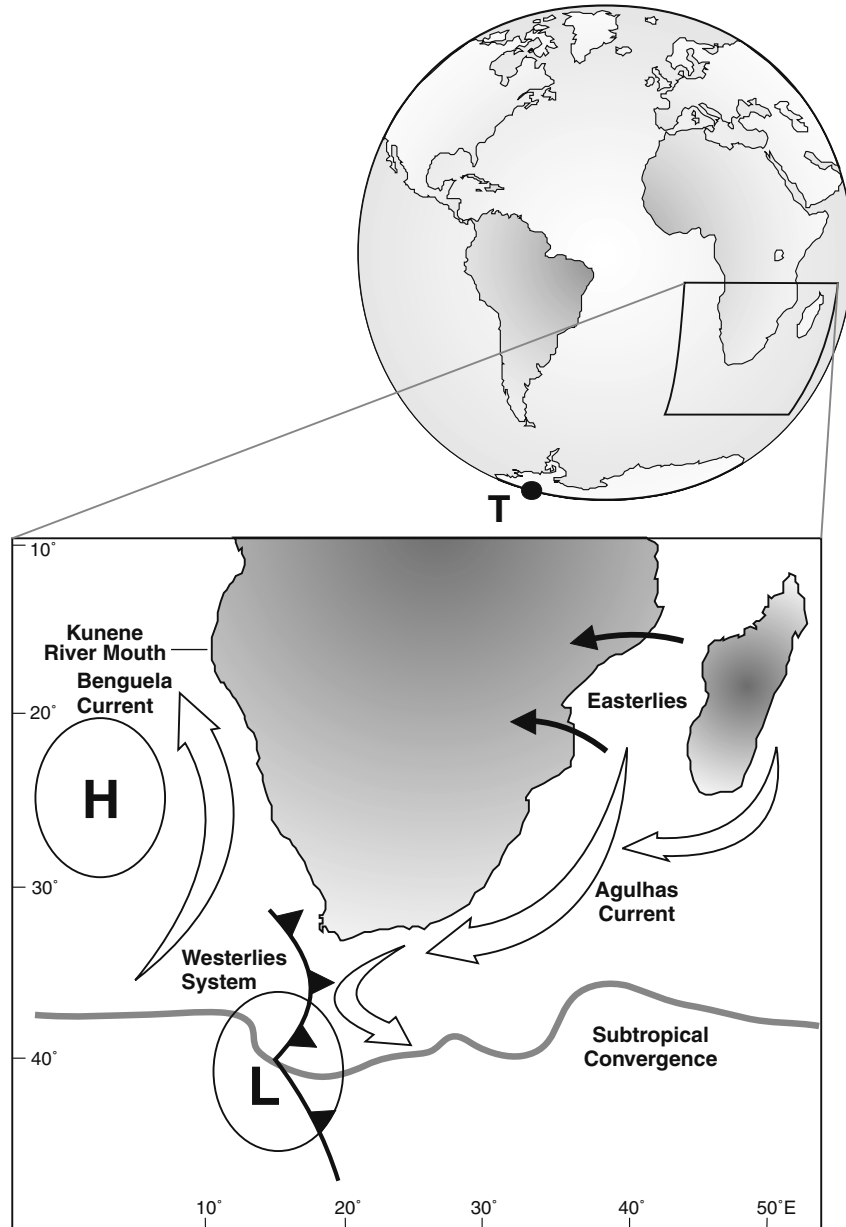 T
10˚
Kunene
River Mouth
Benguela
Current
Easterlies
20˚
H
30˚
Agulhas
Current
Westerlies
System
Subtropical
Convergence
40˚
L
10˚
20˚
30˚
40˚
50˚E